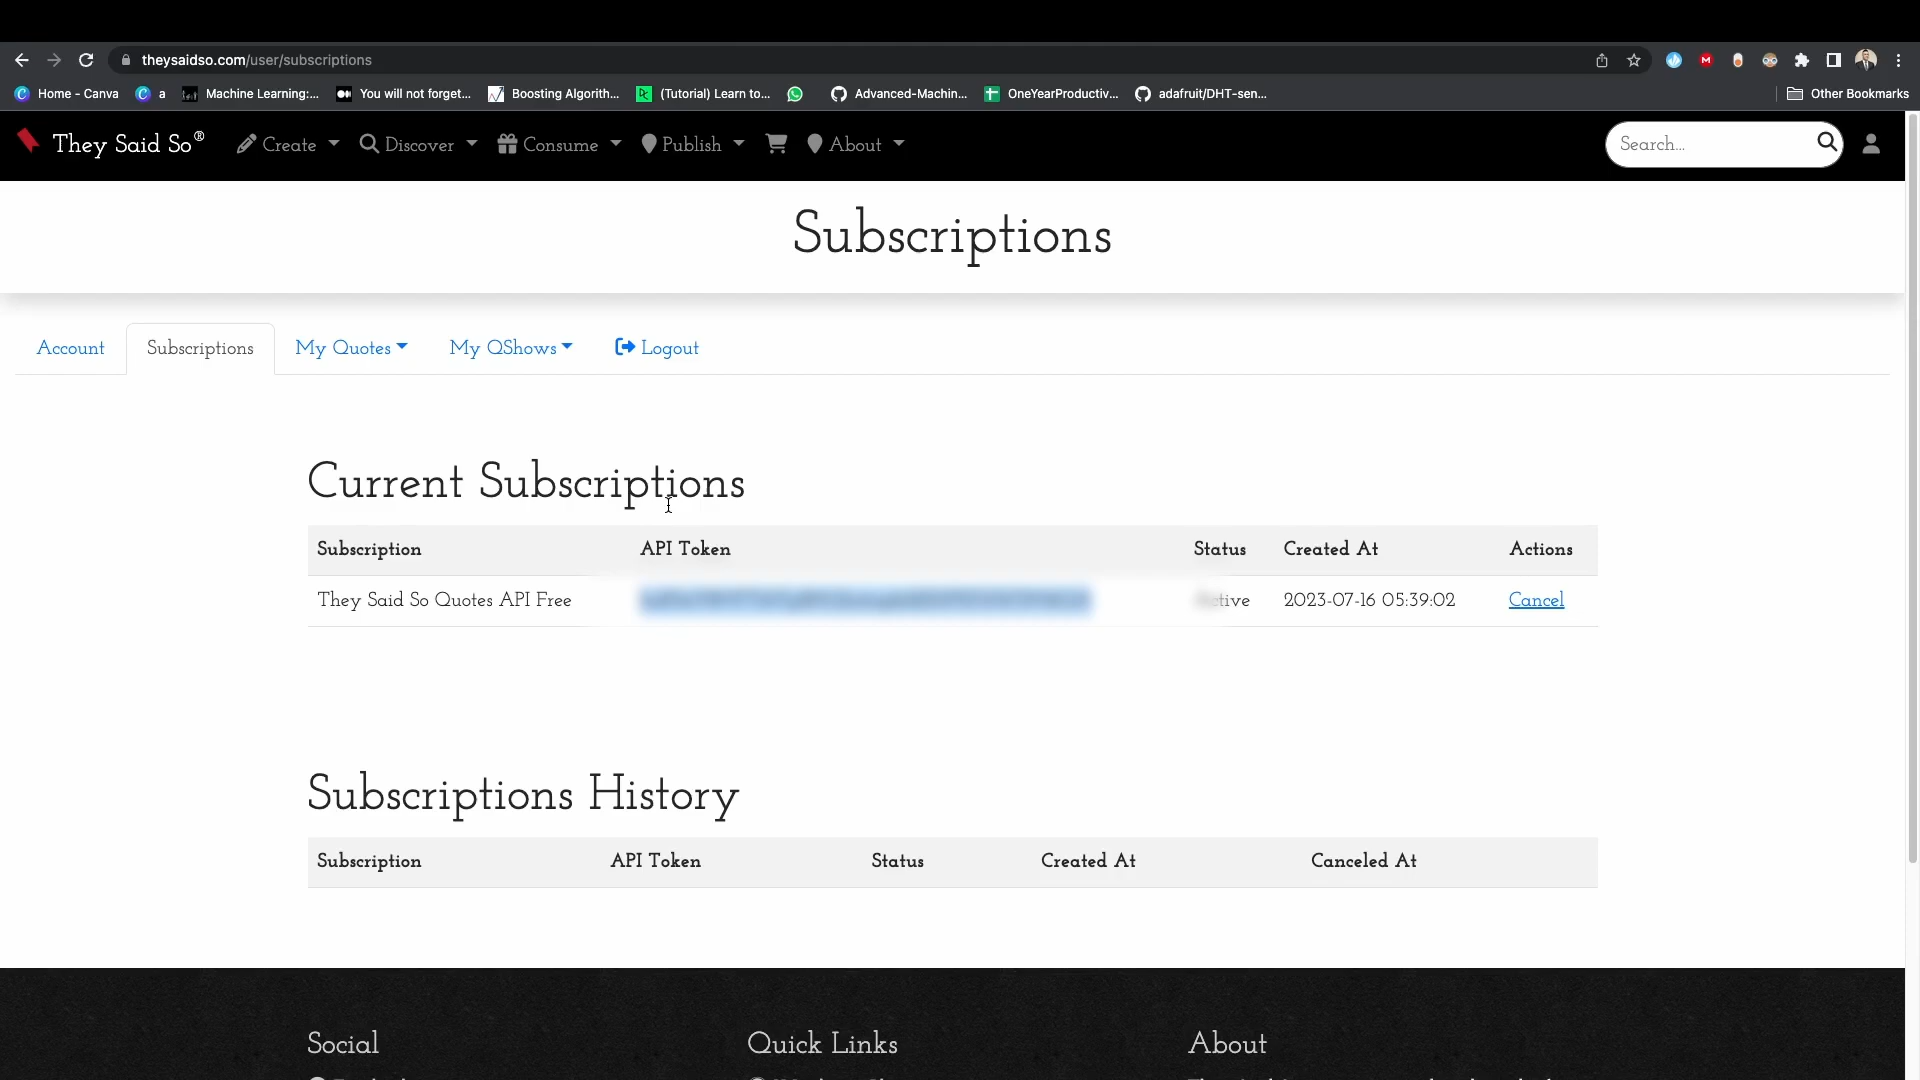 theysaidso.com/user/subscriptions
Home - Canva a Machine Learning:... You will not forget... Boosting Algorith... (Tutorial) Learn to... Advanced-Machin... OneYearProductiv... adafruit/DHT-sen... Other Bookmarks
They Said So® Create Discover Consume Publish About Search...
Subscriptions
Account Subscriptions My Quotes My QShows Logout
Current Subscriptions
Subscription API Token Status Created At Actions
They Said So Quotes API Free 2023-07-16 05:39:02 Cancel
Subscriptions History
Subscription API Token Status Created At Canceled At
Social Quick Links About